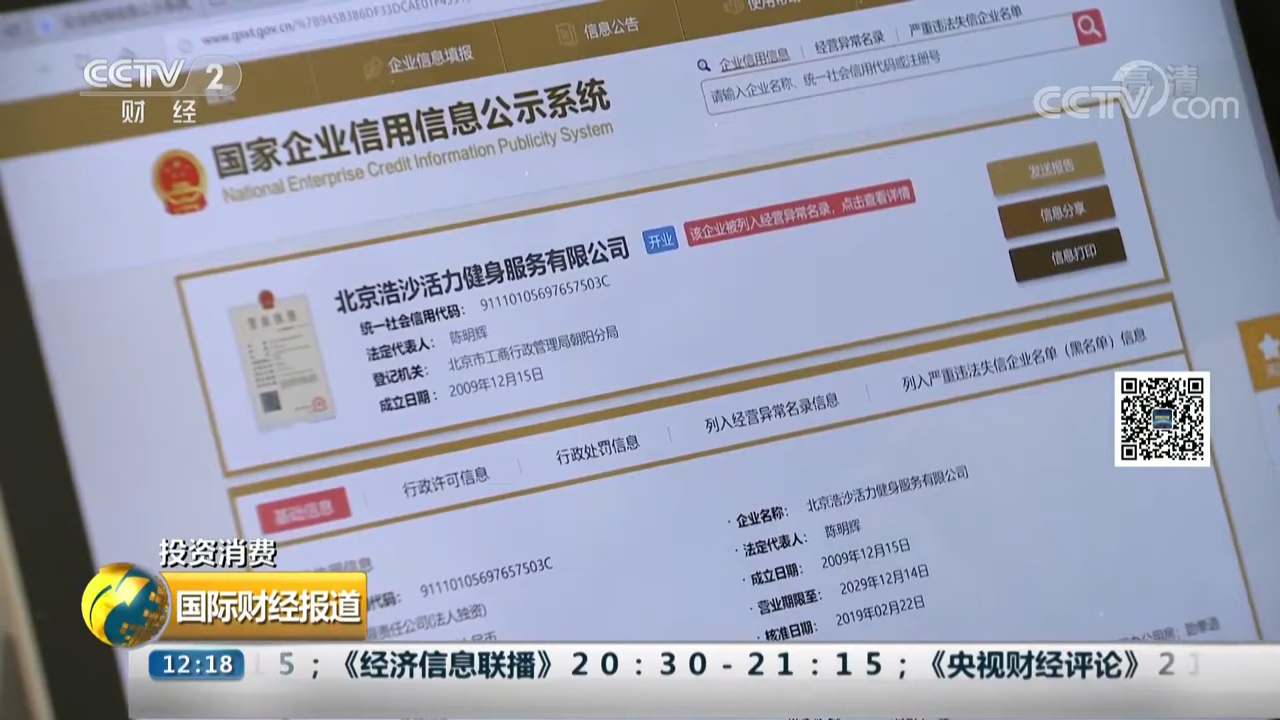 CCTV 2
财 经
CCTV.com
高清
企业信息填报
信息公告
企业信用信息
经营异常名录
严重违法失信企业名单
请输入企业名称、统一社会信用代码或注册号
国家企业信用信息公示系统
National Enterprise Credit Information Publicity System
发送报告
信息分享
信息打印
北京浩沙活力健身服务有限公司
开业
该企业被列入经营异常名录，点击查看详情
营业执照
统一社会信用代码： 91110105697657503C
法定代表人： 陈明辉
登记机关： 北京市工商行政管理局朝阳分局
成立日期： 2009年12月15日
基础信息
行政许可信息
行政处罚信息
列入经营异常名录信息
列入严重违法失信企业名单（黑名单）信息
代码： 91110105697657503C
责任公司(法人独资)
· 企业名称： 北京浩沙活力健身服务有限公司
· 法定代表人： 陈明辉
· 成立日期： 2009年12月15日
· 营业期限至： 2029年12月14日
· 核准日期： 2019年02月22日
投资消费
国际财经报道
12:18
5；《经济信息联播》20：30-21：15；《央视财经评论》2